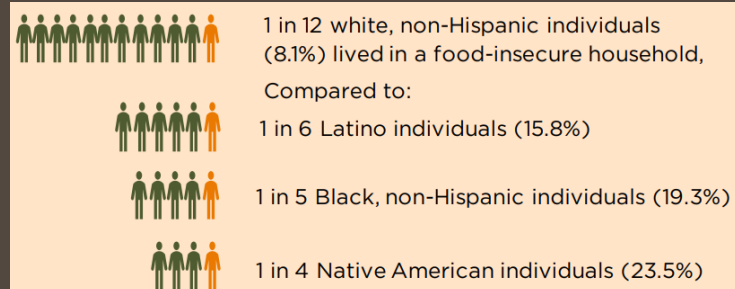 1 in 12 white, non-Hispanic individuals
(8.1%) lived in a food-insecure household,
Compared to:
1 in 6 Latino individuals (15.8%)
1 in 5 Black, non-Hispanic individuals (19.3%)
1 in 4 Native American individuals (23.5%)